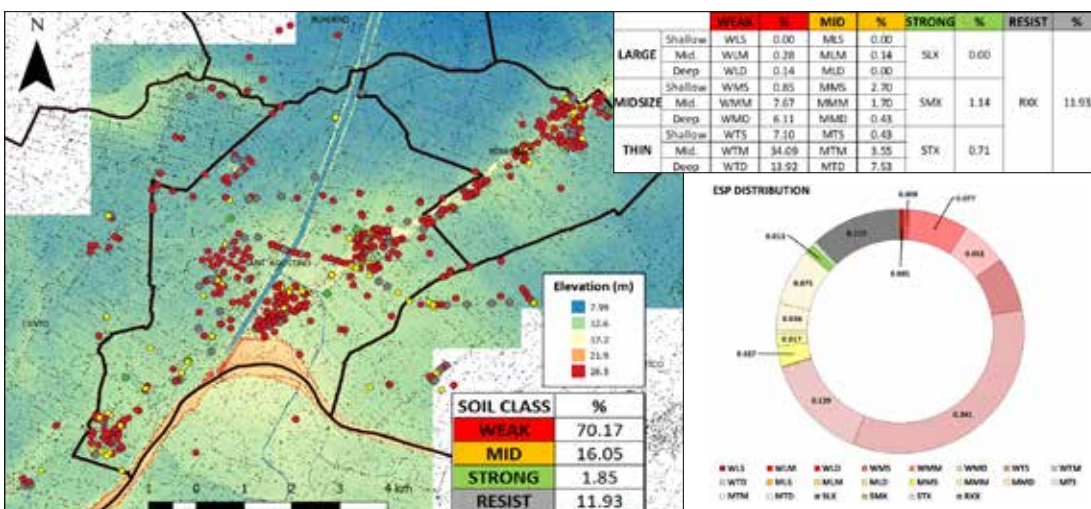 N
Elevation (m)
7.99
12.6
17.2
21.9
26.3
SOIL CLASS %
WEAK 70.17
MID 16.05
STRONG 1.85
RESIST 11.93
1 0 1 2 3 4 km
WEAK % MID % STRONG % RESIST %
LARGE Shallow WLS 0.00 MLS 0.00 SLX 0.00 RXX 11.93
Mid. WLM 0.28 MLM 0.14
Deep WLD 0.14 MLD 0.00
MIDSIZE Shallow WMS 0.85 MMS 2.70 SMX 1.14
Mid. WMM 7.67 MMM 1.70
Deep WMD 6.11 MMD 0.43
THIN Shallow WTS 7.10 MTS 0.43 STX 0.71
Mid. WTM 34.09 MTM 3.55
Deep WTD 13.92 MTD 7.53
ESP DISTRIBUTION
0.077
0.061
0.341
0.139
0.027
0.017
0.036
0.075
0.011
WLS WLM WLD WMS WMM WMD WTS WTM
WTD MLS MLM MLD MMS MMM MMD MTS
MTM MTD SLX SMX STX RXX